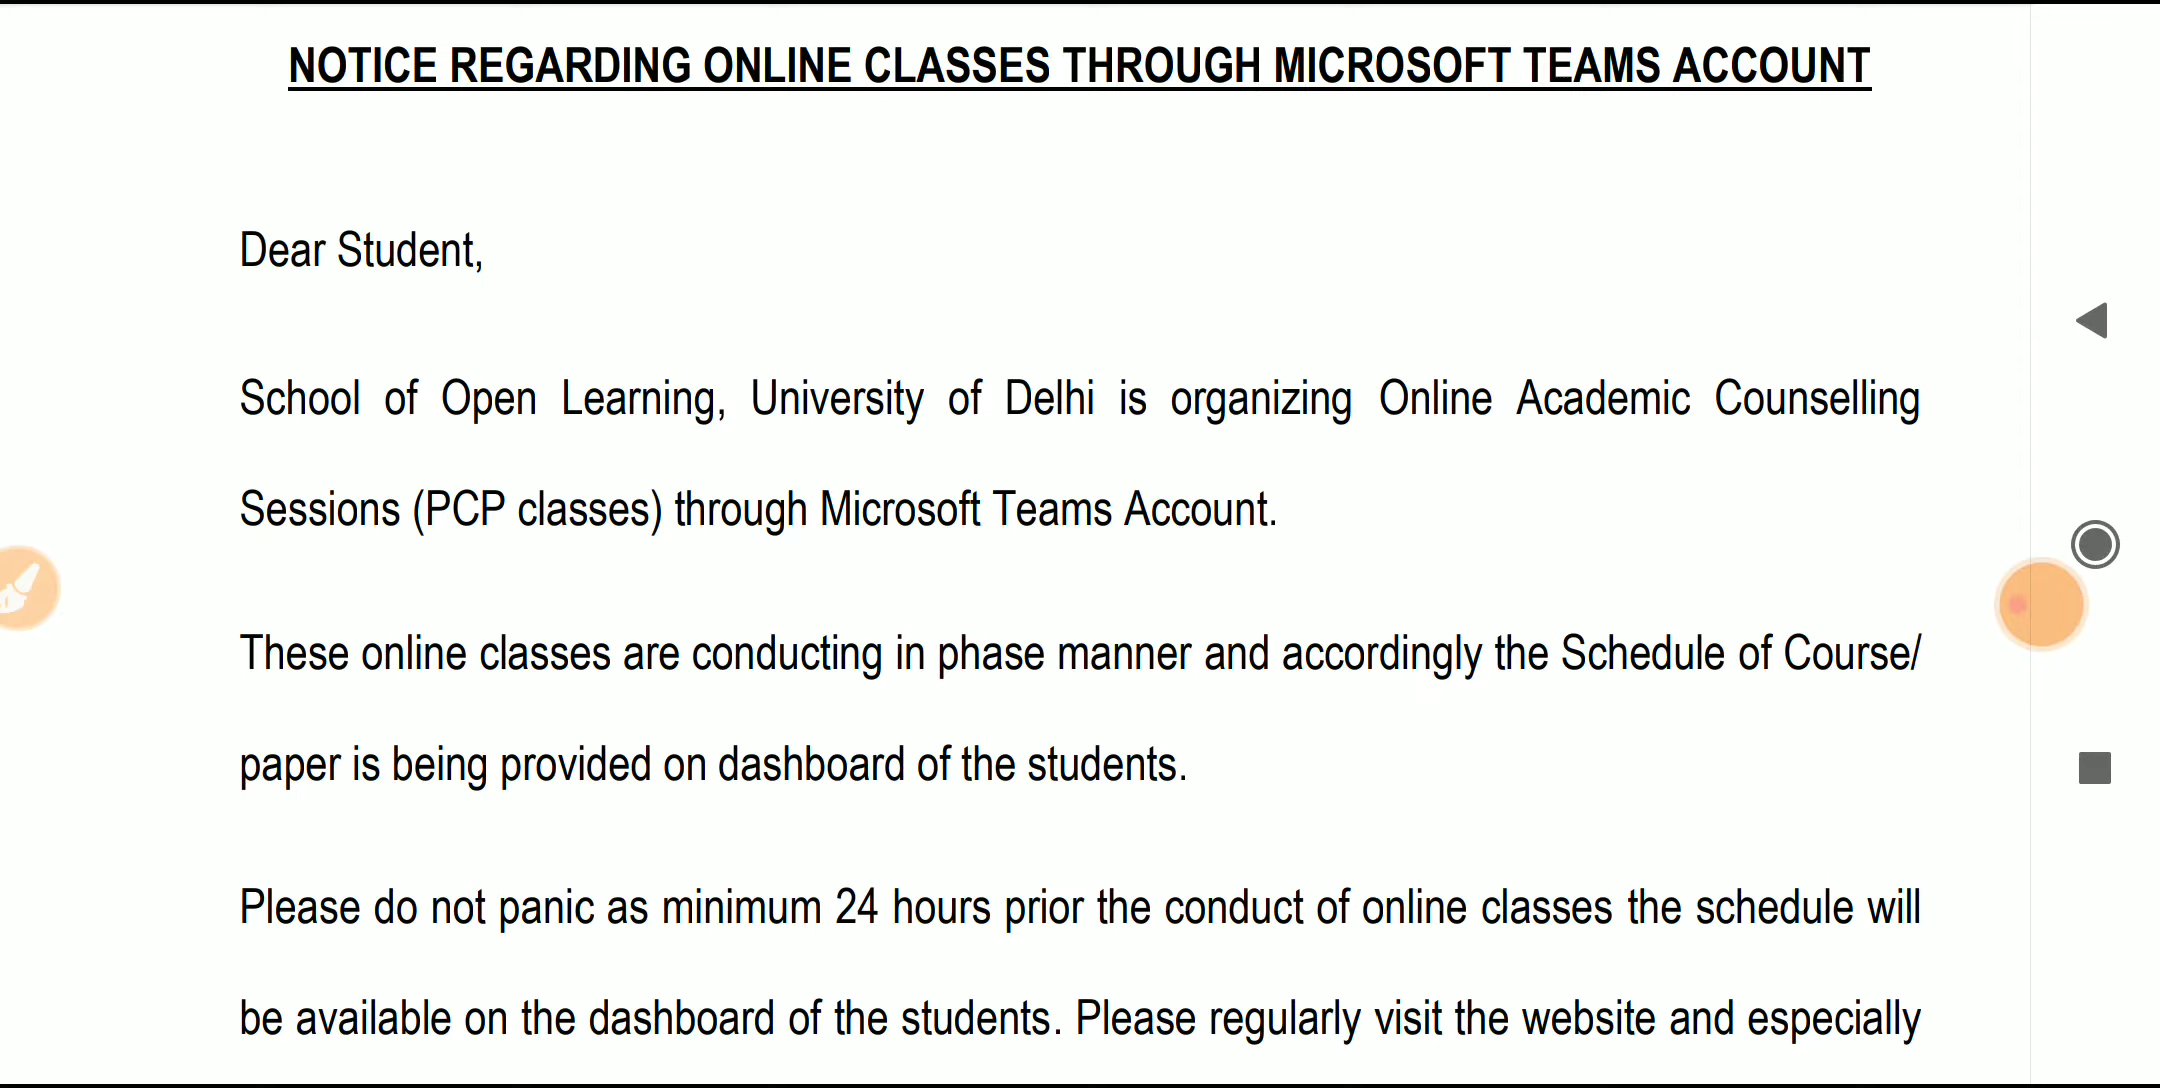 NOTICE REGARDING ONLINE CLASSES THROUGH MICROSOFT TEAMS ACCOUNT
Dear Student,
School of Open Learning, University of Delhi is organizing Online Academic Counselling
Sessions (PCP classes) through Microsoft Teams Account.
These online classes are conducting in phase manner and accordingly the Schedule of Course/
paper is being provided on dashboard of the students.
Please do not panic as minimum 24 hours prior the conduct of online classes the schedule will
be available on the dashboard of the students. Please regularly visit the website and especially